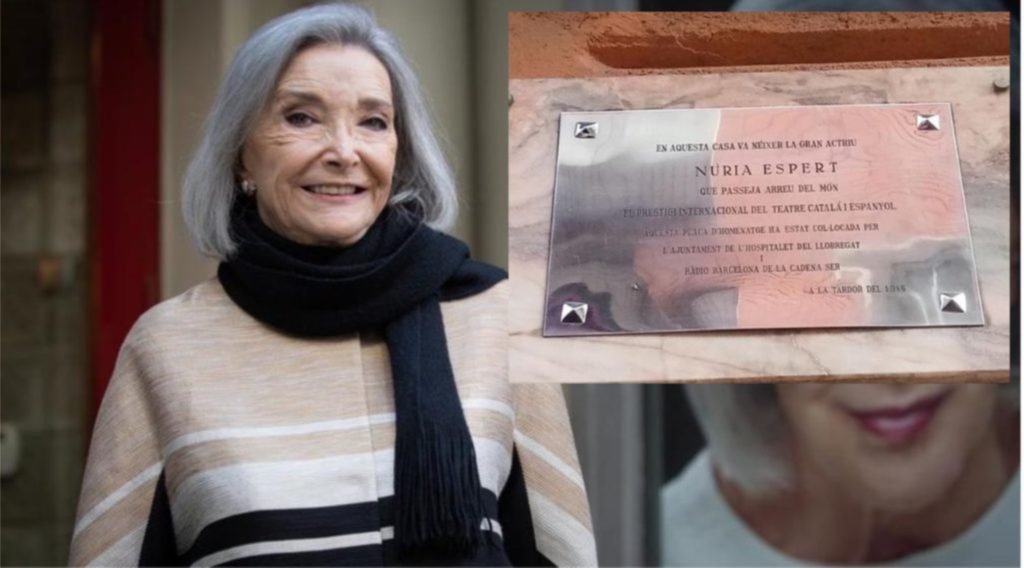 EN AQUESTA CASA VA NÉIXER LA GRAN ACTRIU
NÚRIA ESPERT
QUE PASSEJA ARREU DEL MÓN
EL PRESTIGI INTERNACIONAL DEL TEATRE CATALÀ I ESPANYOL.
AQUESTA PLACA D'HOMENATGE HA ESTAT COL·LOCADA PER
L'AJUNTAMENT DE L'HOSPITALET DEL LLOBREGAT
I
RÀDIO BARCELONA DE LA CADENA SER
A LA TARDOR DEL 1986